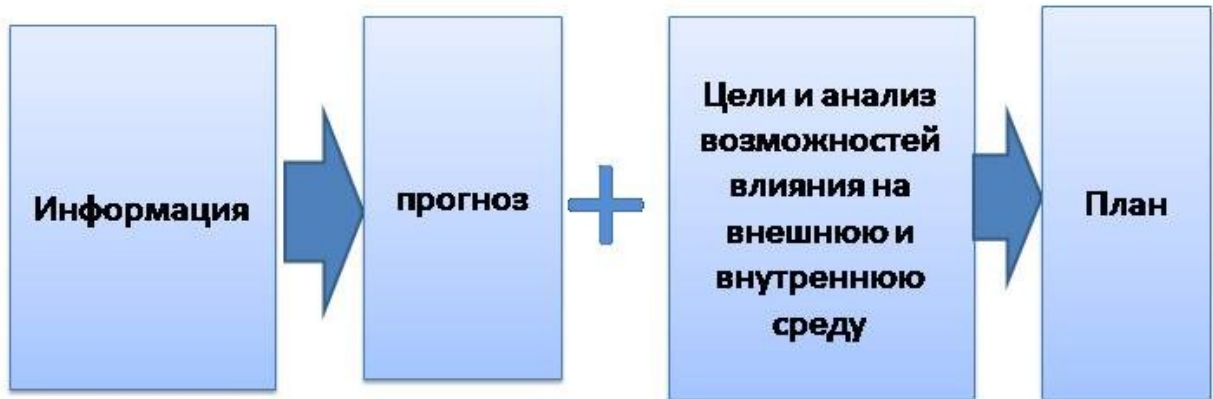 Информация
прогноз
Цели и анализ
возможностей
влияния на
внешнюю и
внутреннюю
среду
План